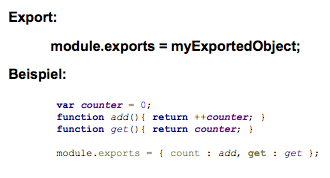 Export:
module.exports = myExportedObject;
Beispiel:
var counter = 0;
function add(){ return ++counter; }
function get(){ return counter; }
module.exports = { count : add, get : get };